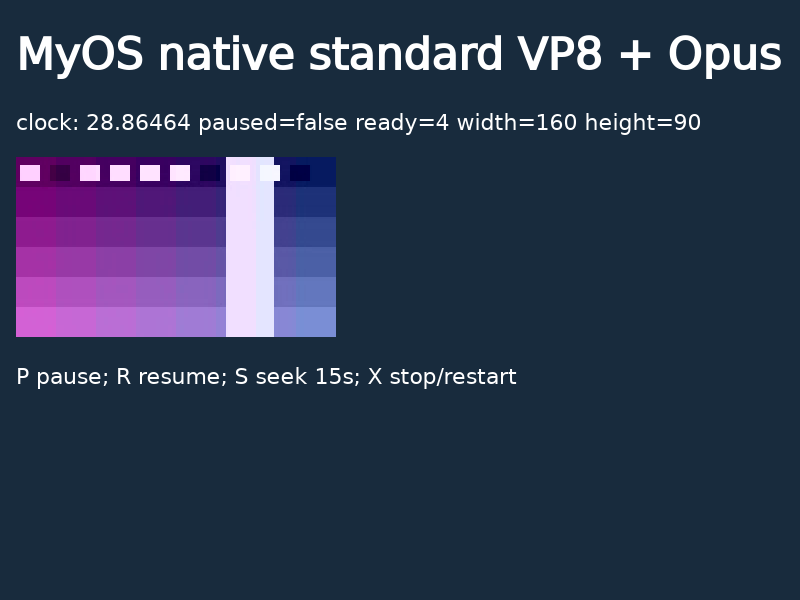 MyOS native standard VP8 + Opus
clock: 28.86464 paused=false ready=4 width=160 height=90
P pause; R resume; S seek 15s; X stop/restart